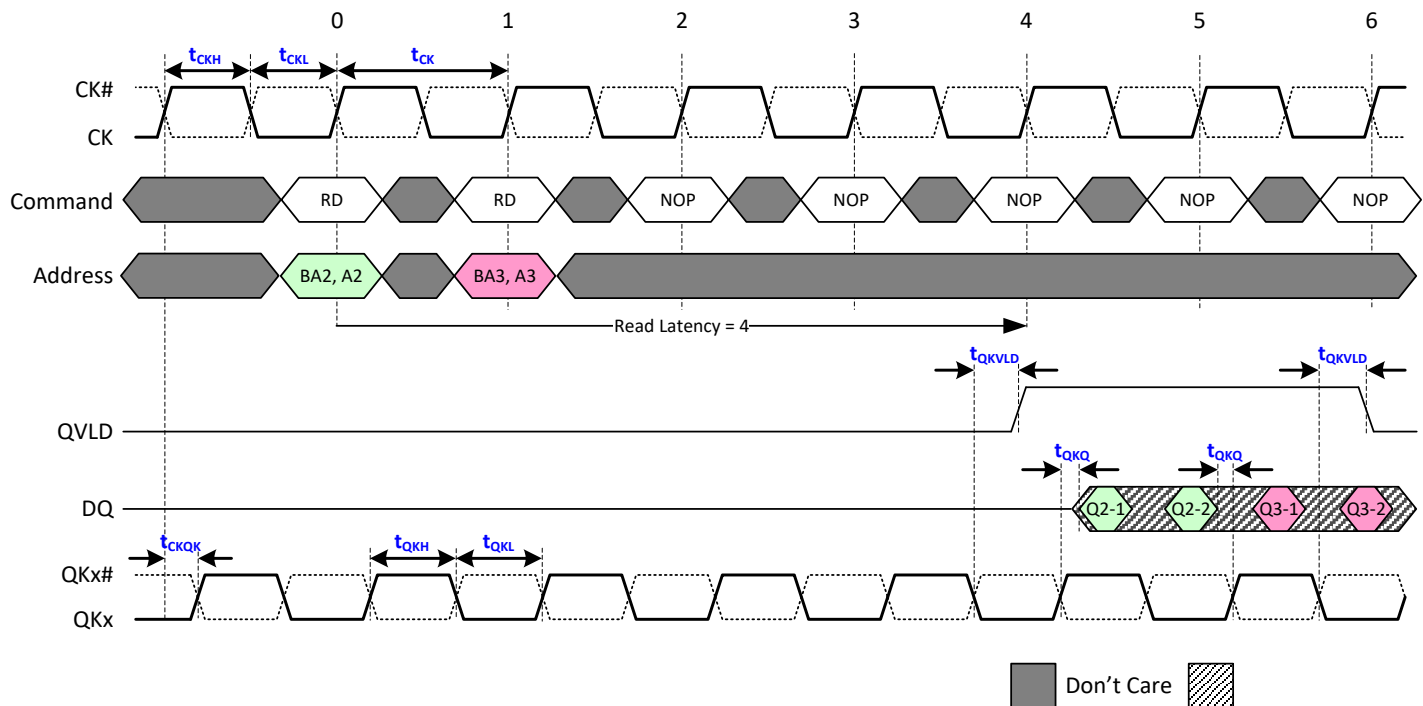 0 1 2 3 4 5 6
tCKH tCKL tCK
CK#
CK
Command RD RD NOP NOP NOP NOP NOP
Address BA2, A2 BA3, A3
Read Latency = 4
tQKVLD tQKVLD
QVLD
tQKQ tQKQ
DQ Q2-1 Q2-2 Q3-1 Q3-2
tCKQK tQKH tQKL
QKx#
QKx
Don't Care